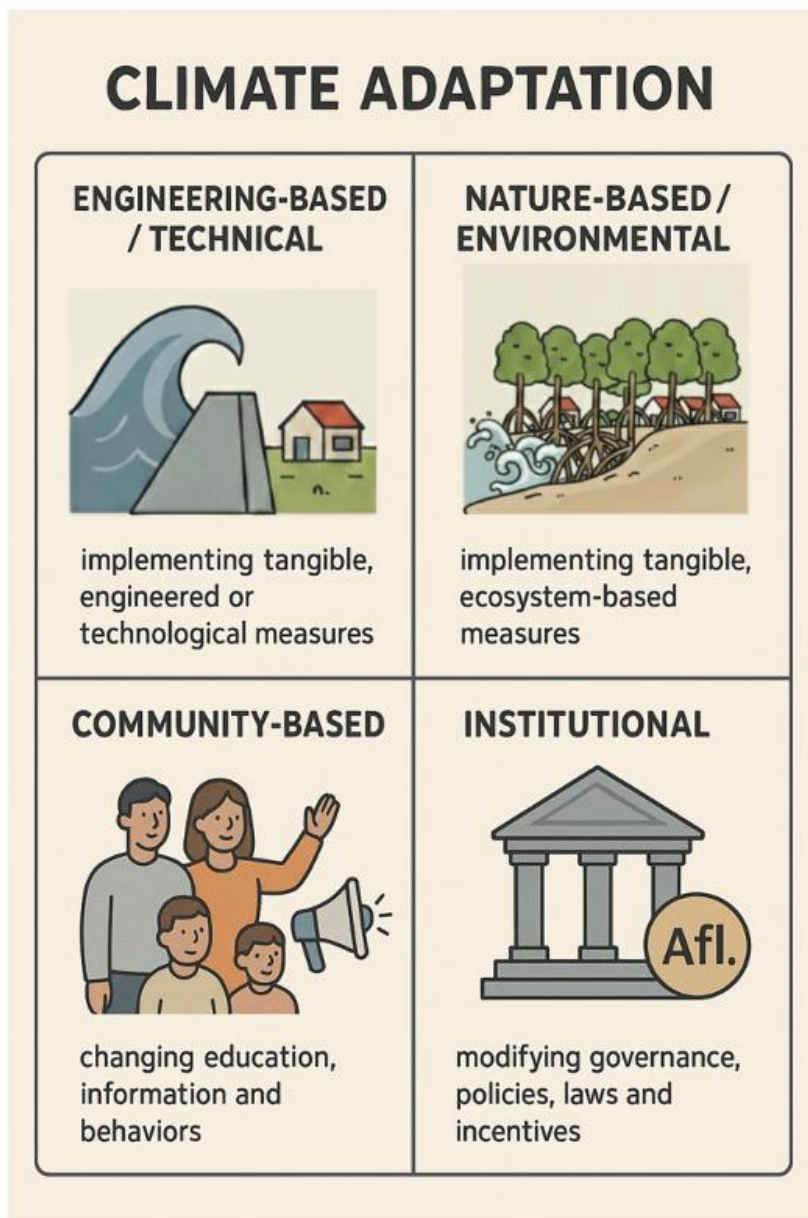 CLIMATE ADAPTATION
ENGINEERING-BASED
/ TECHNICAL
implementing tangible,
engineered or
technological measures
NATURE-BASED/
ENVIRONMENTAL
implementing tangible,
ecosystem-based
measures
COMMUNITY-BASED
changing education,
information and
behaviors
INSTITUTIONAL
Afl.
modifying governance,
policies, laws and
incentives